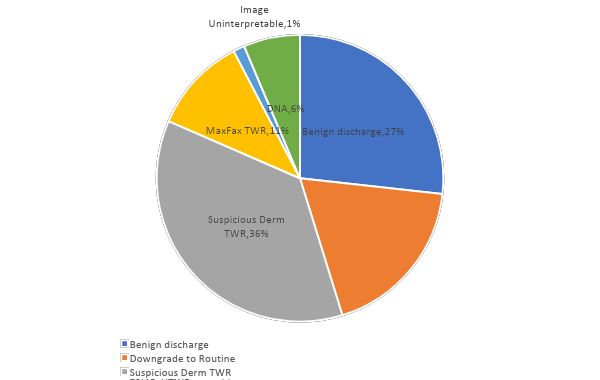 Image
Uninterpretable,1%
DNA,6%
MaxFax TWR,11%
Benign discharge,27%
Suspicious Derm
TWR,36%
Benign discharge
Downgrade to Routine
Suspicious Derm TWR